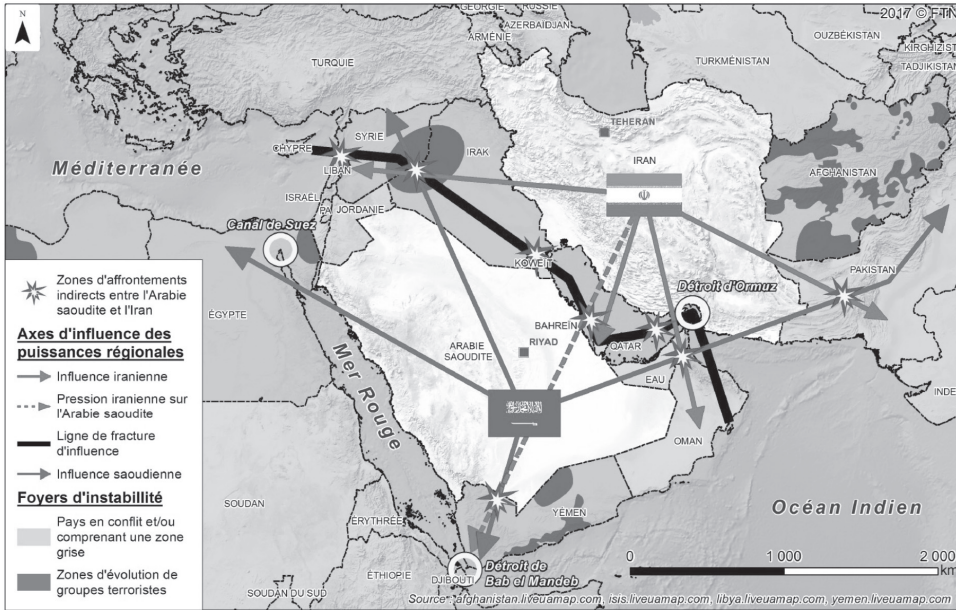 N
2017 © FTN
GÉORGIE
RUSSIE
AZERBAÏDJAN
ARMÉNIE
OUZBÉKISTAN
KIRGHIZIST
TADJIKISTAN
TURQUIE
TURKMÉNISTAN
TEHERAN
CHYPRE
SYRIE
IRAK
IRAN
AFGHANISTAN
Méditerranée
LIBAN
ISRAËL
PA.
JORDANIE
Canal de Suez
KOWEÏT
PAKISTAN
Détroit d'Ormuz
ÉGYPTE
BAHREÏN
RIYAD
ARABIE
SAOUDITE
QATAR
EAU
INDE
Mer Rouge
OMAN
SOUDAN
ÉRYTHRÉE
YÉMEN
Océan Indien
ÉTHIOPIE
DJIBOUTI
Détroit de
Bab el Mandeb
SOUDAN DU SUD
0 1 000 2 000
km
Source : afghanistan.liveuamap.com, isis.liveuamap.com, libya.liveuamap.com, yemen.liveuamap.com
Zones d'affrontements
indirects entre l'Arabie
saoudite et l'Iran
Axes d'influence des
puissances régionales
Influence iranienne
Pression iranienne sur
l'Arabie saoudite
Ligne de fracture
d'influence
Influence saoudienne
Foyers d'instabilité
Pays en conflit et/ou
comprenant une zone
grise
Zones d'évolution de
groupes terroristes